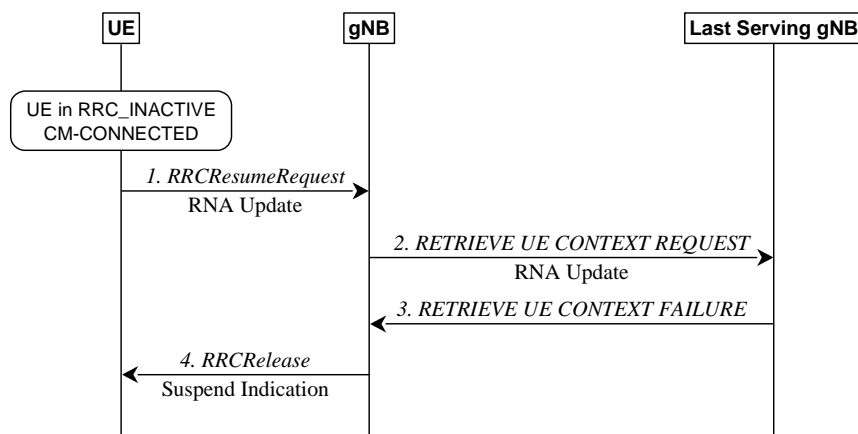 UE
gNB
Last Serving gNB
UE in RRC_INACTIVE
CM-CONNECTED
1. RRCResumeRequest
RNA Update
2. RETRIEVE UE CONTEXT REQUEST
RNA Update
3. RETRIEVE UE CONTEXT FAILURE
4. RRCRelease
Suspend Indication